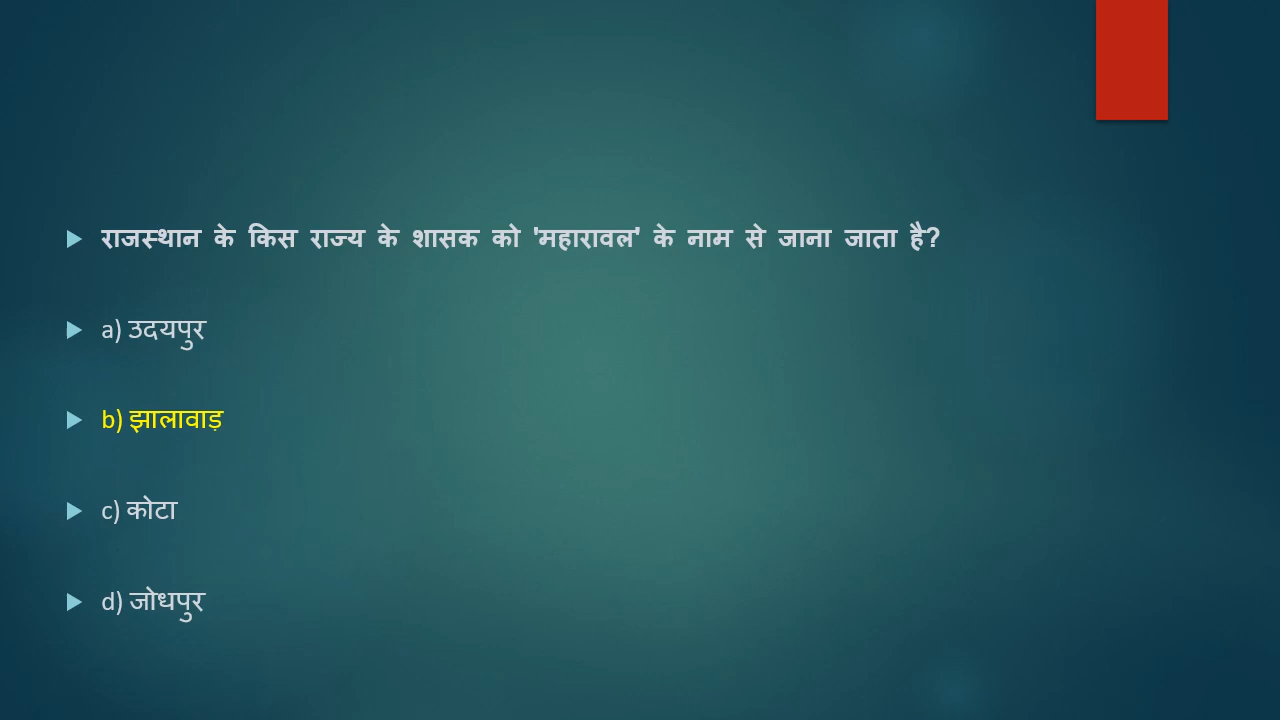 राजस्थान के किस राज्य के शासक को 'महारावल' के नाम से जाना जाता है?
a) उदयपुर
b) झालावाड़
c) कोटा
d) जोधपुर